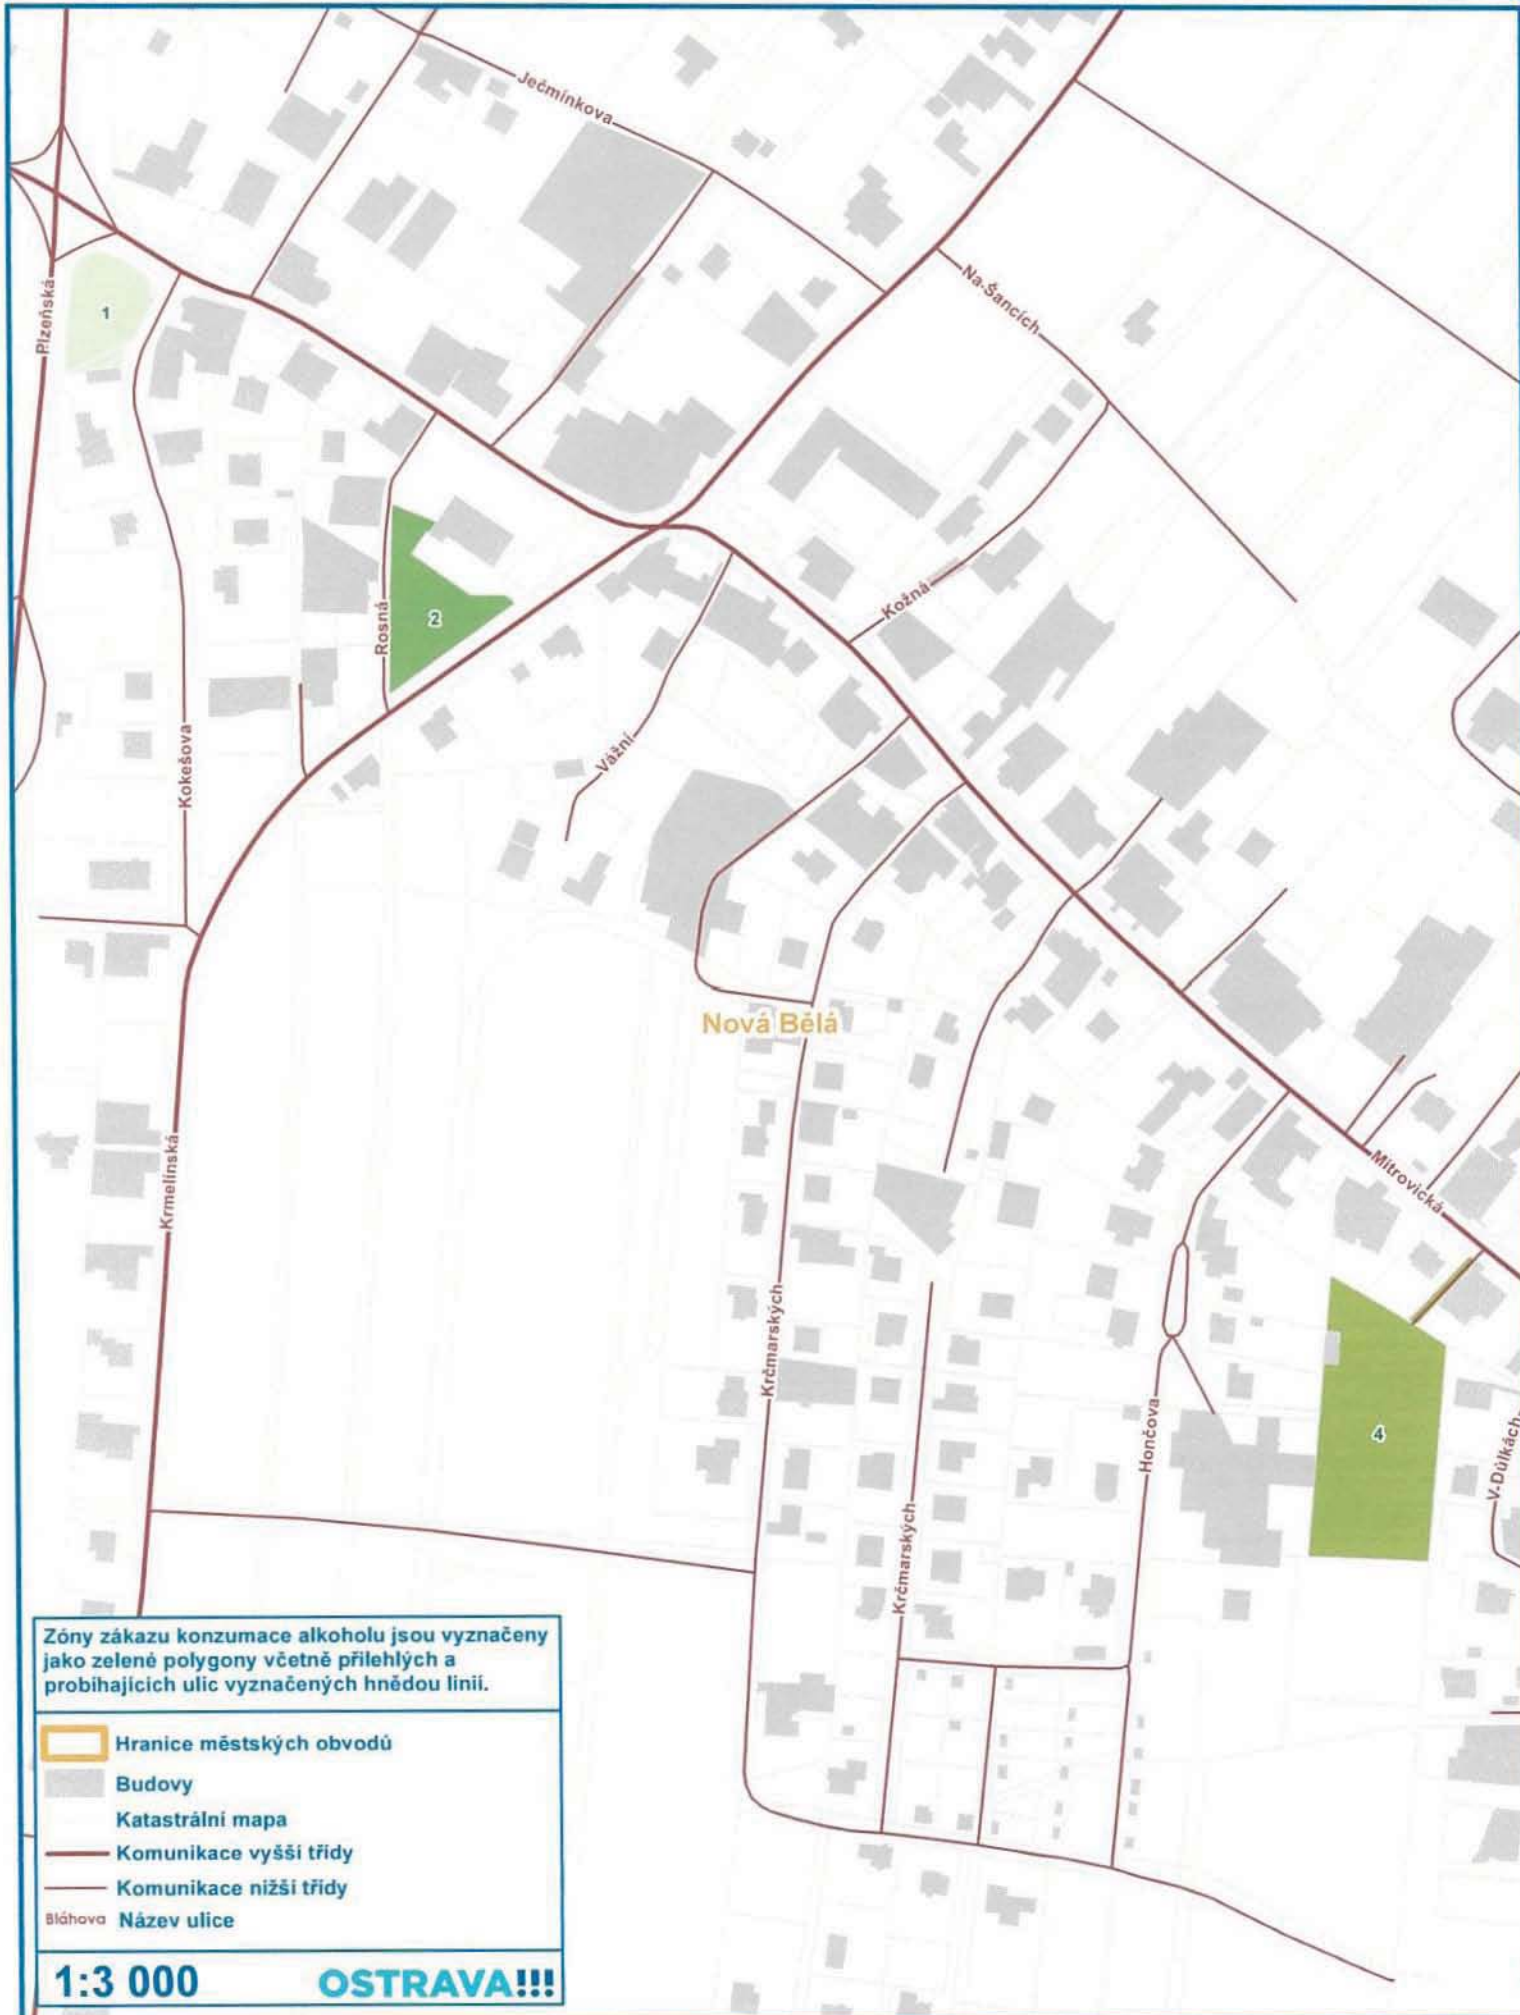 Ječmínkova
Na Šancích
Plzeňská
1
Kožná
Rosná
2
Kokešova
Vážní
Nová Bělá
Krmelínská
Mitrovická
Krčmarských
Hončova
4
V Důlkách
Krčmarských
Zóny zákazu konzumace alkoholu jsou vyznačeny
jako zelené polygony včetně přilehlých a
probíhajících ulic vyznačených hnědou linií.
Hranice městských obvodů
Budovy
Katastrální mapa
Komunikace vyšší třídy
Komunikace nižší třídy
Bláhova Název ulice
1:3 000 OSTRAVA!!!